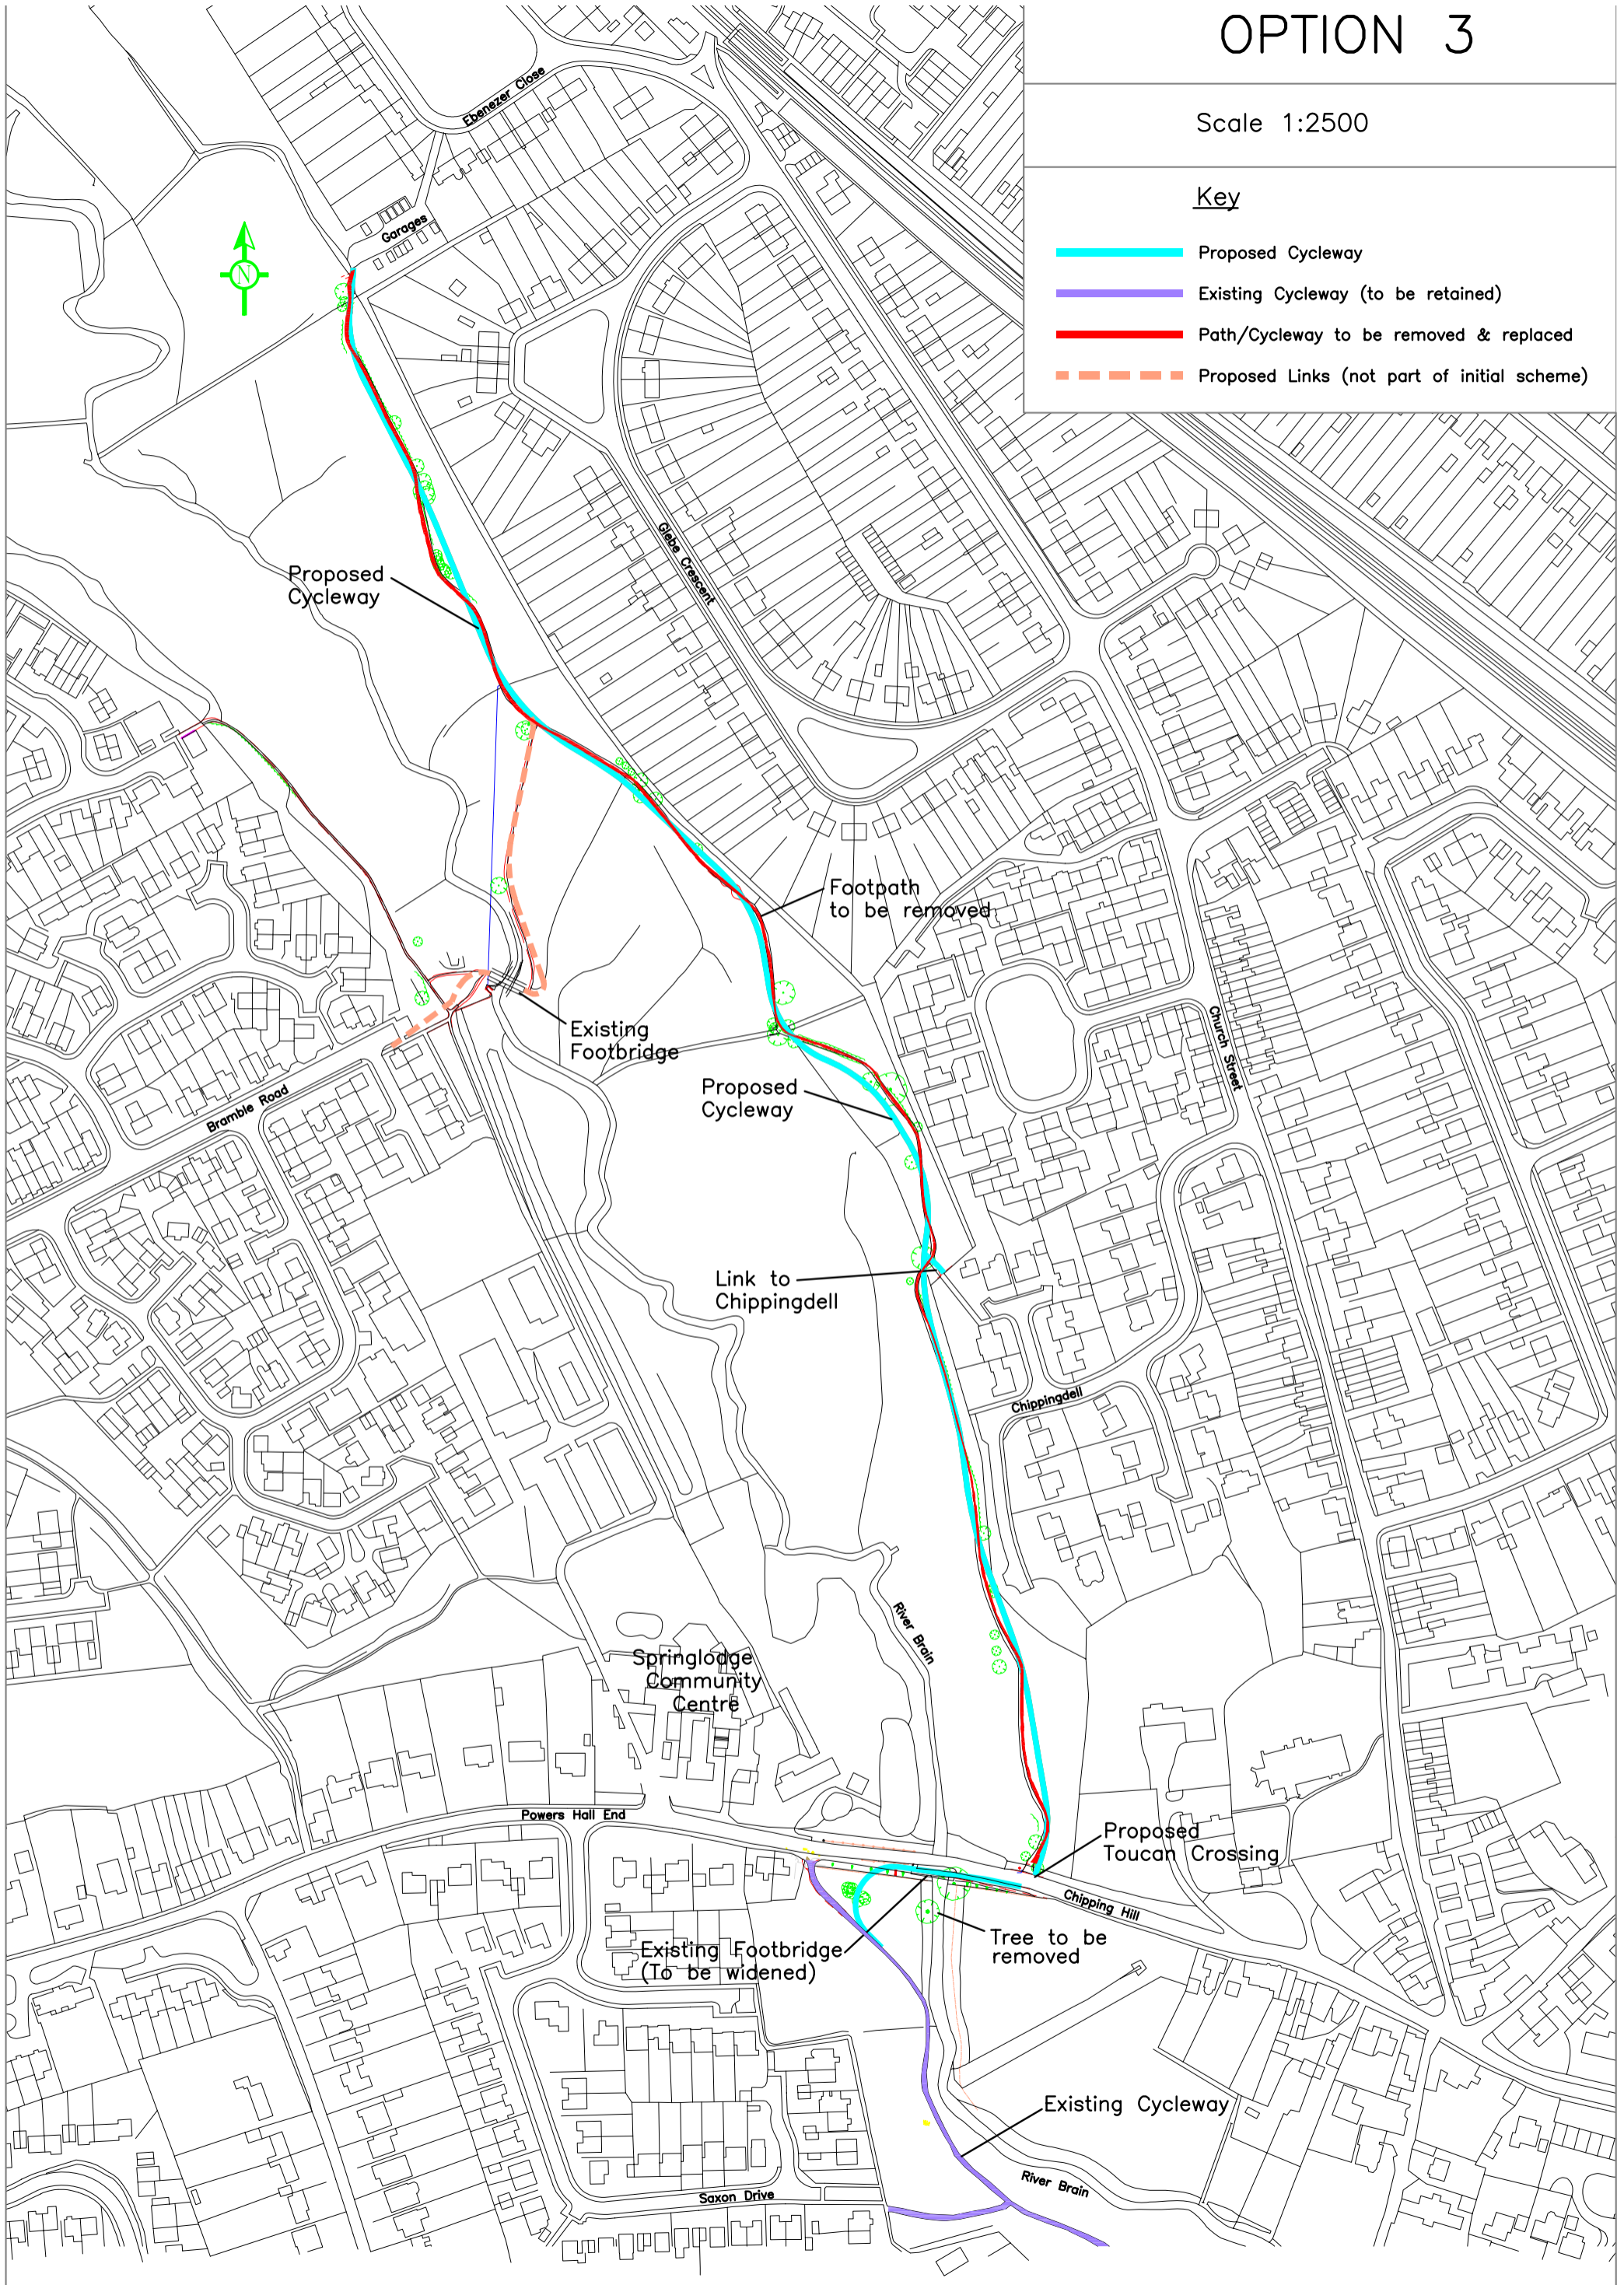 OPTION 3
Scale 1:2500
Key
Proposed Cycleway
Existing Cycleway (to be retained)
Path/Cycleway to be removed & replaced
Proposed Links (not part of initial scheme)
Ebenezer Close
Garages
N
Glebe Crescent
Proposed
Cycleway
Footpath
to be removed
Existing
Footbridge
Church Street
Bramble Road
Proposed
Cycleway
Link to
Chippingdell
Chippingdell
River Brain
Springlodge
Community
Centre
Powers Hall End
Proposed
Toucan Crossing
Chipping Hill
Existing Footbridge
(To be widened)
Tree to be
removed
Existing Cycleway
River Brain
Saxon Drive